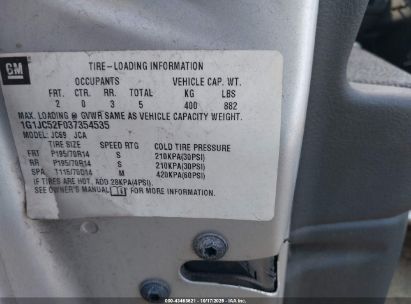 GM
TIRE-LOADING INFORMATION
OCCUPANTS VEHICLE CAP. WT.
FRT. CTR. RR. TOTAL KG LBS
2 0 3 5 400 882
MAX. LOADING @ GVWR SAME AS VEHICLE CAPACITY WEIGHT.
1G1JC52F037354535
MODEL: JC69 JCA
TIRE SIZE SPEED RTG COLD TIRE PRESSURE
FRT P195/70R14 S 210KPA(30PSI)
RR P195/70R14 S 210KPA(30PSI)
SPA T115/70D14 M 420KPA(60PSI)
IF TIRES ARE HOT, ADD 28KPA(4PSI).
SEE OWNER'S MANUAL FOR MORE INFORMATION.